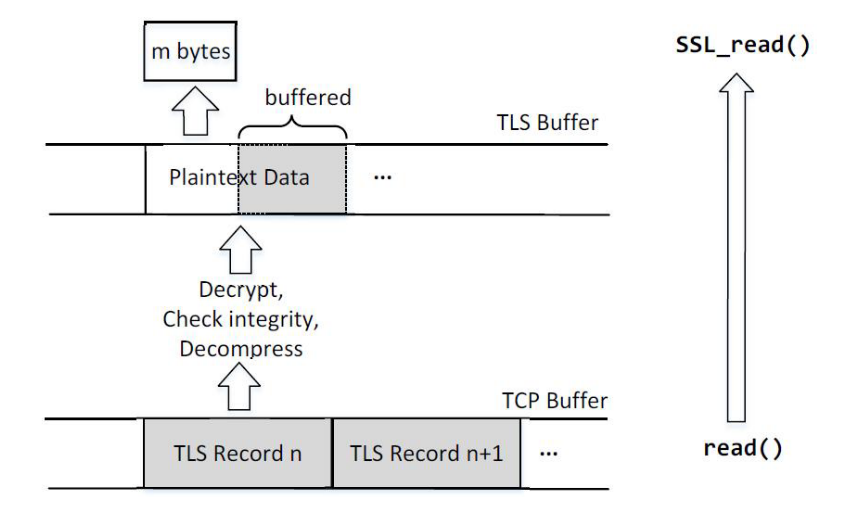 m bytes
SSL_read()
buffered
TLS Buffer
Plaintext Data
...
Decrypt,
Check integrity,
Decompress
TCP Buffer
TLS Record n
TLS Record n+1
...
read()